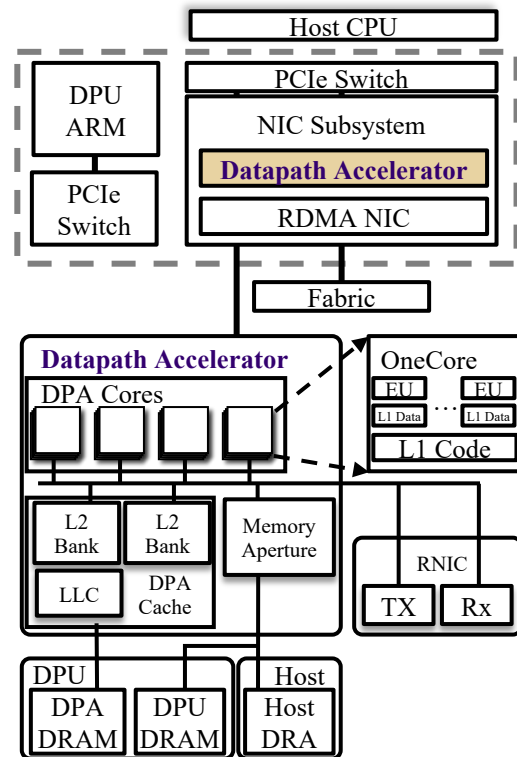 Host CPU
PCIe Switch
DPU
ARM
NIC Subsystem
Datapath Accelerator
PCIe
Switch
RDMA NIC
Fabric
Datapath Accelerator
DPA Cores
OneCore
EU
EU
L1 Data
...
L1 Data
L1 Code
L2
Bank
L2
Bank
Memory
Aperture
LLC
DPA
Cache
RNIC
TX
Rx
DPU
DPA
DRAM
DPU
DRAM
Host
Host
DRA